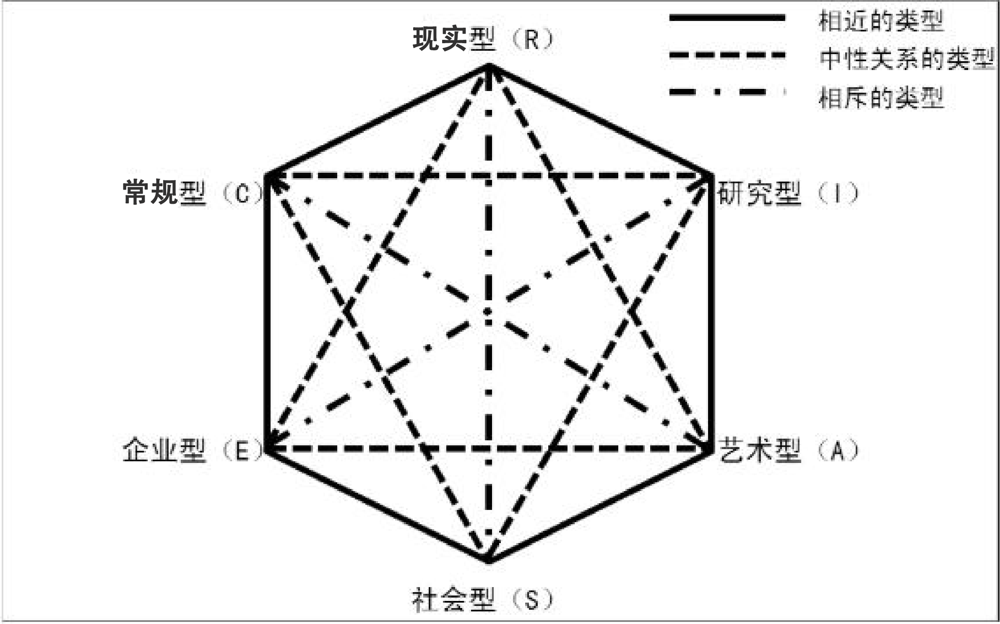 现实型（R）
相近的类型
中性关系的类型
相斥的类型
常规型（C）
研究型（I）
企业型（E）
艺术型（A）
社会型（S）